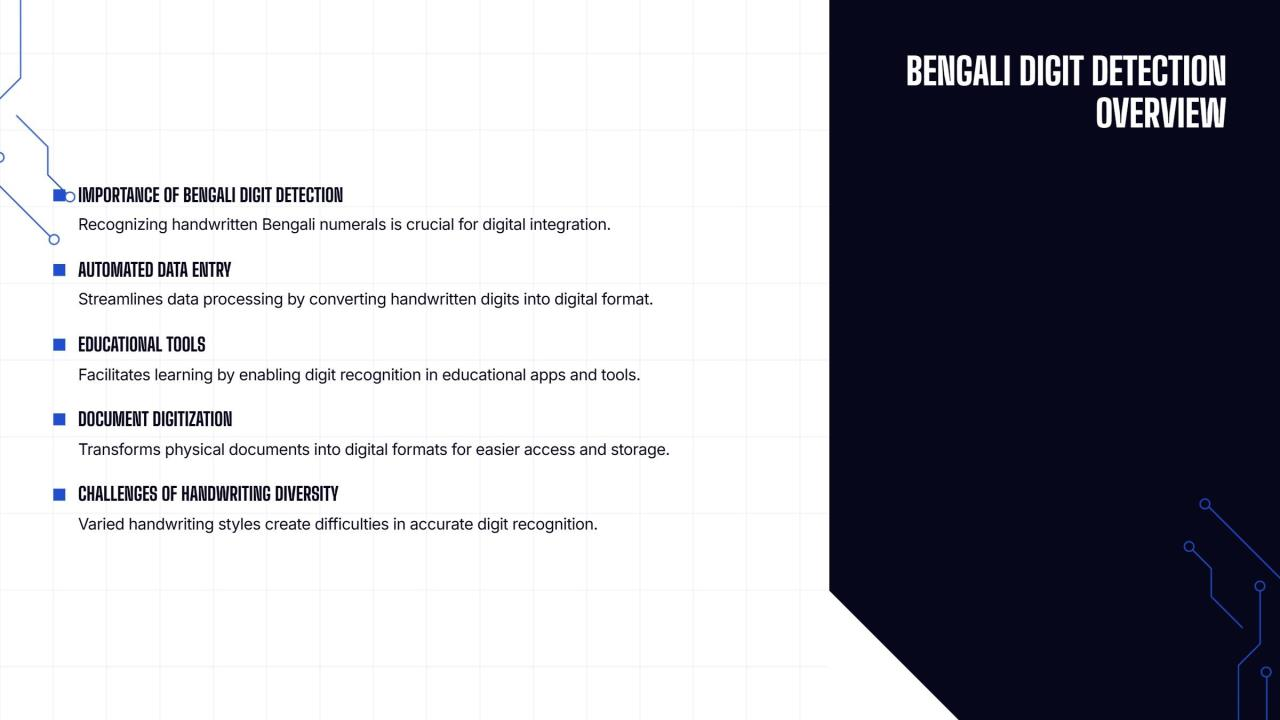 BENGALI DIGIT DETECTION
OVERVIEW
IMPORTANCE OF BENGALI DIGIT DETECTION
Recognizing handwritten Bengali numerals is crucial for digital integration.
AUTOMATED DATA ENTRY
Streamlines data processing by converting handwritten digits into digital format.
EDUCATIONAL TOOLS
Facilitates learning by enabling digit recognition in educational apps and tools.
DOCUMENT DIGITIZATION
Transforms physical documents into digital formats for easier access and storage.
CHALLENGES OF HANDWRITING DIVERSITY
Varied handwriting styles create difficulties in accurate digit recognition.